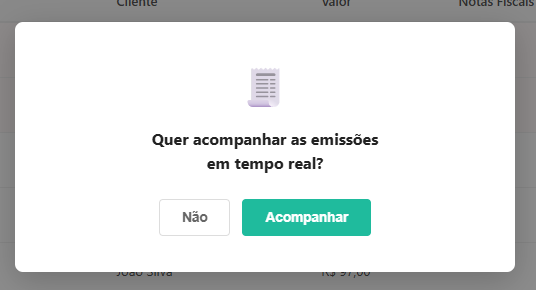 Cliente Valor Notas Fiscais
Quer acompanhar as emissões
em tempo real?
Não Acompanhar
João Silva R$ 97,00